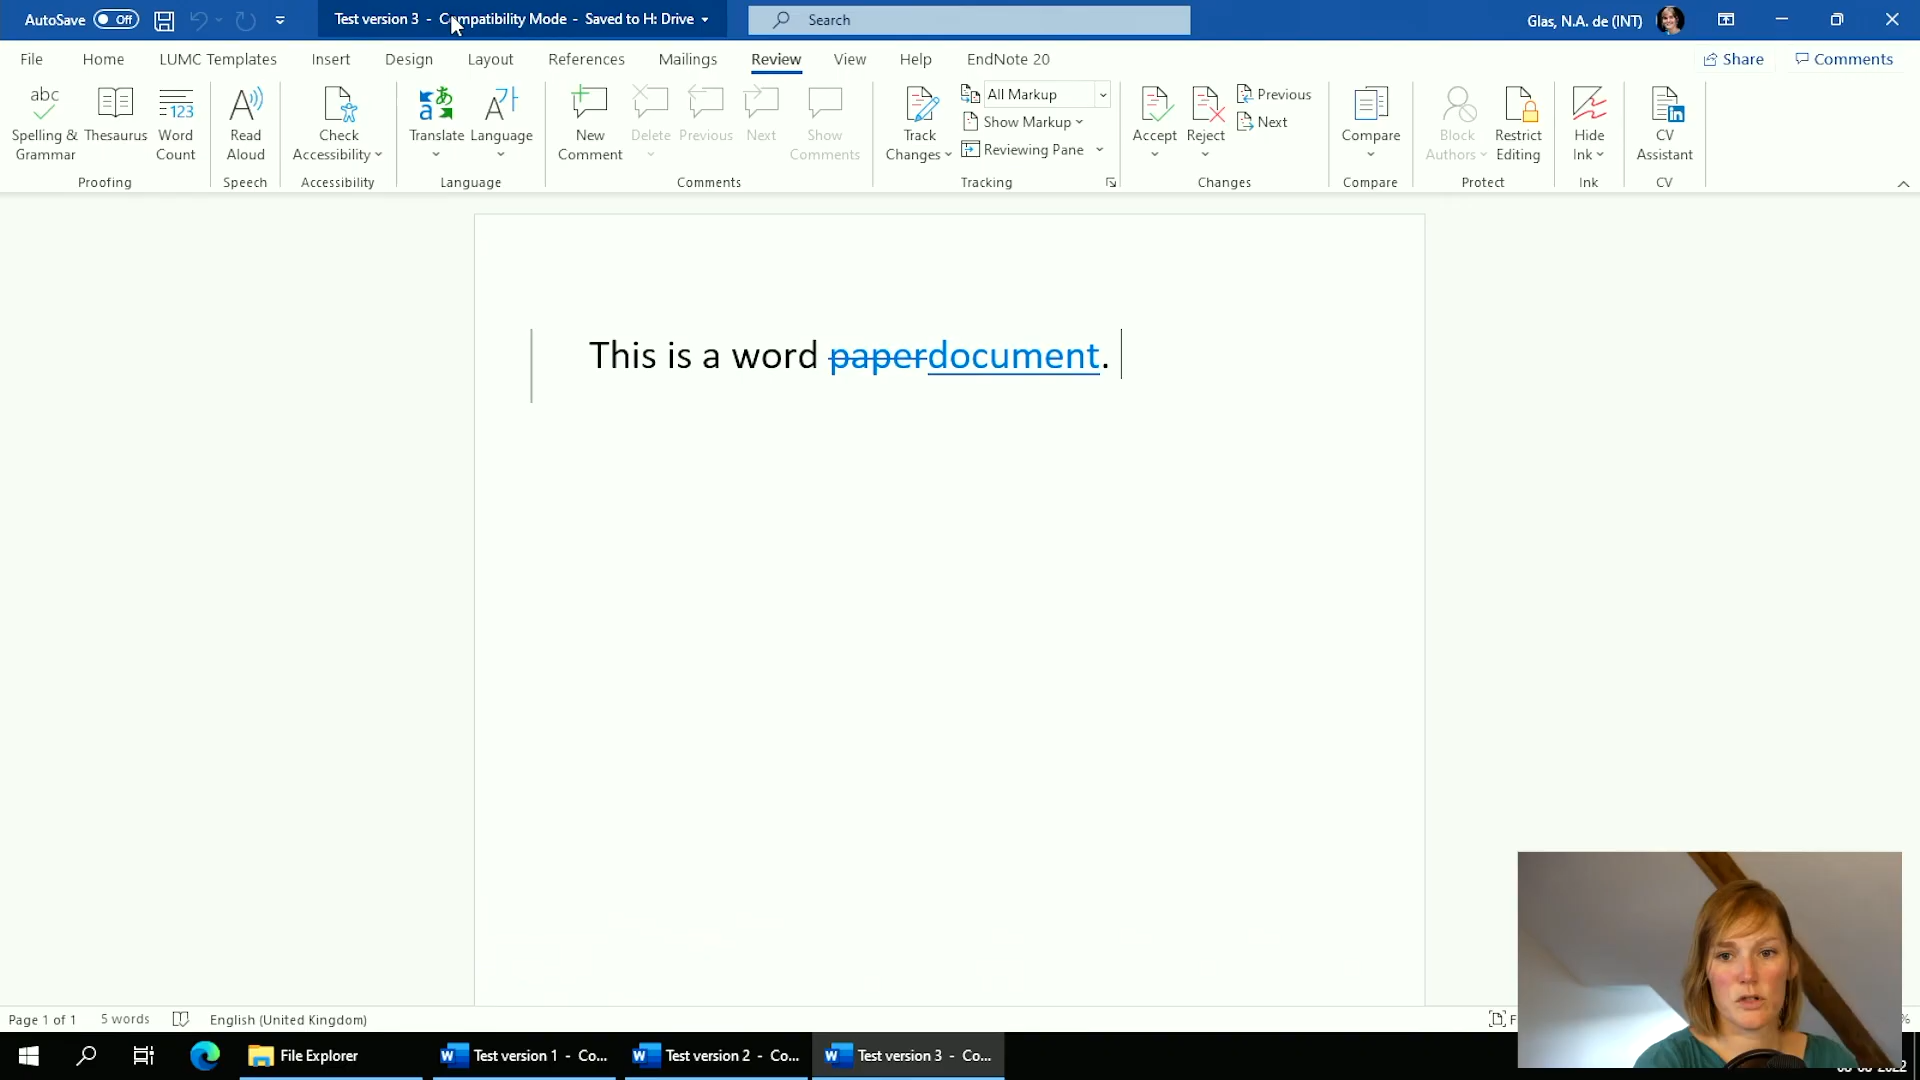 AutoSave Off Test version 3 - Compatibility Mode - Saved to H: Drive Search Glas, N.A. de (INT)
File Home LUMC Templates Insert Design Layout References Mailings Review View Help EndNote 20 Share Comments
abc Spelling & Grammar Thesaurus 123 Word Count Read Aloud Check Accessibility Translate Language New Comment Delete Previous Next Show Comments Track Changes All Markup Show Markup Reviewing Pane Accept Reject Previous Next Compare Block Authors Restrict Editing Hide Ink CV Assistant
Proofing Speech Accessibility Language Comments Tracking Changes Compare Protect Ink CV
This is a word paperdocument.
Page 1 of 1 5 words English (United Kingdom)
File Explorer Test version 1 - Co... Test version 2 - Co... Test version 3 - Co...